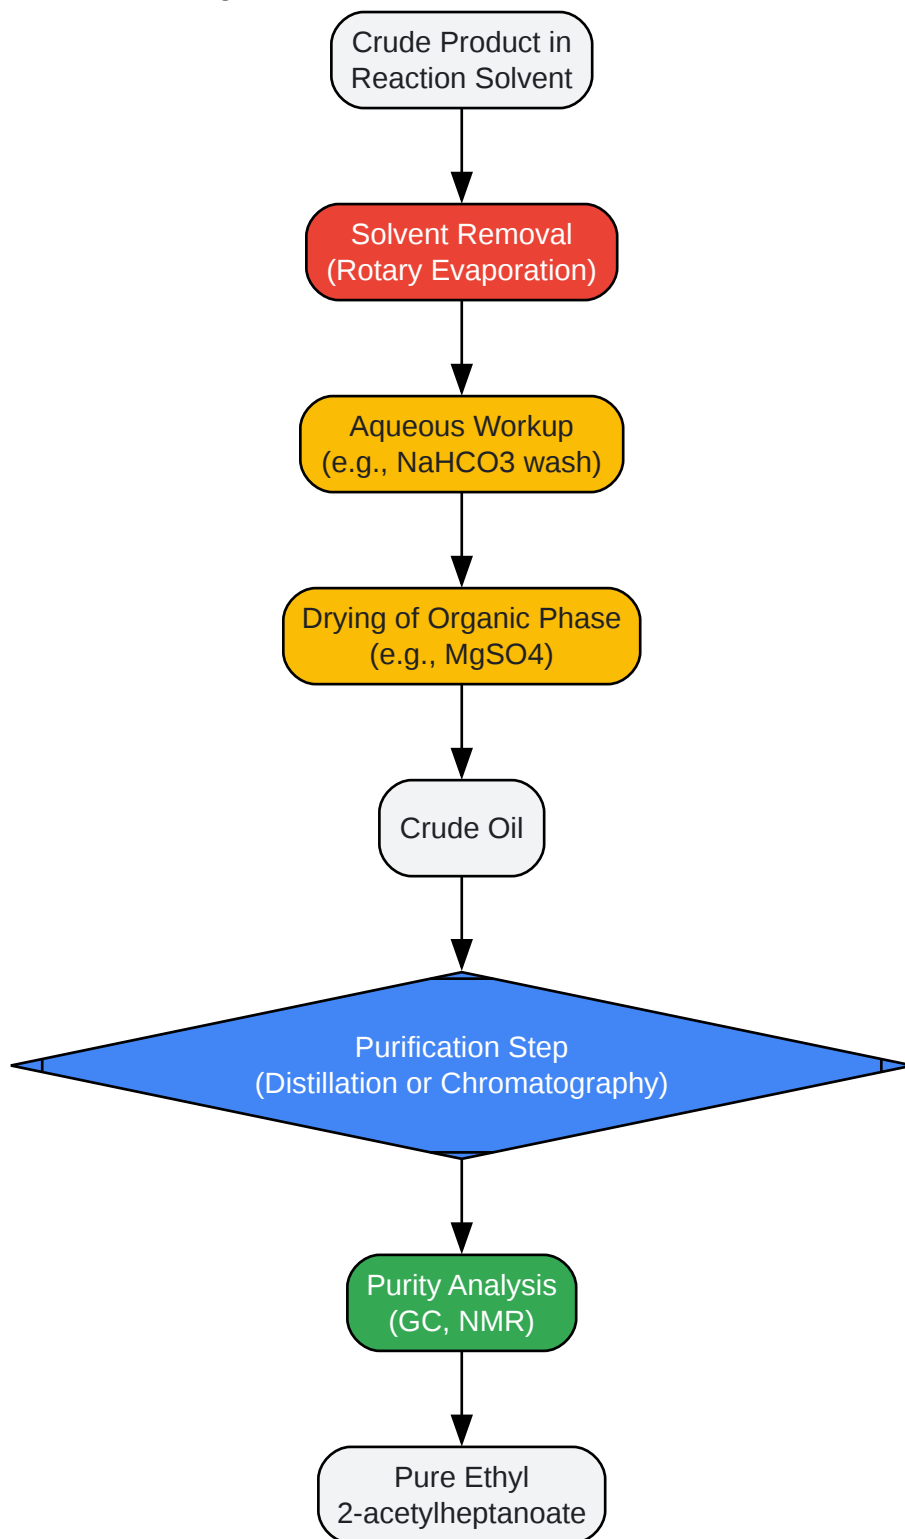 Crude Product in
Reaction Solvent
Solvent Removal
(Rotary Evaporation)
Aqueous Workup
(e.g., NaHCO3 wash)
Drying of Organic Phase
(e.g., MgSO4)
Crude Oil
Purification Step
(Distillation or Chromatography)
Purity Analysis
(GC, NMR)
Pure Ethyl
2-acetylheptanoate